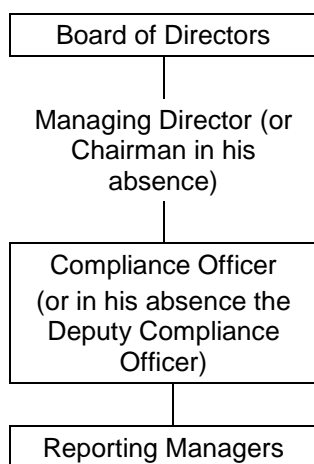 Board of Directors
Managing Director (or
Chairman in his
absence)
Compliance Officer
(or in his absence the
Deputy Compliance
Officer)
Reporting Managers